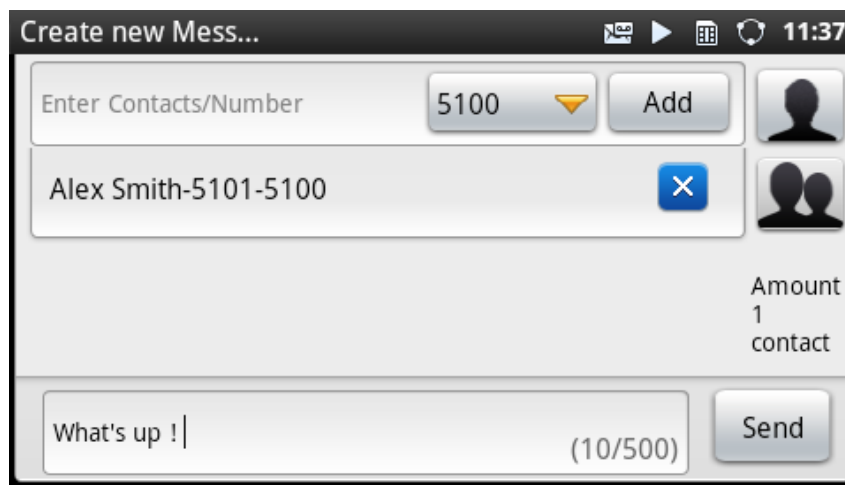 Create new Mess... 11:37
Enter Contacts/Number 5100 Add
Alex Smith-5101-5100
Amount
1
contact
What's up !
(10/500)
Send